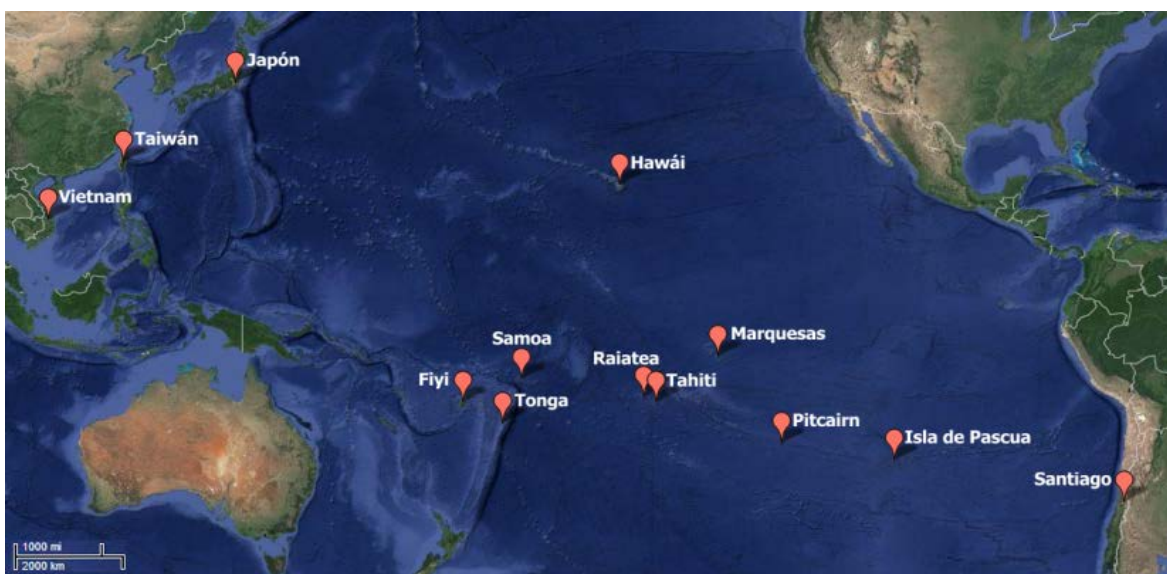 Japón
Taiwán
Hawái
Vietnam
Marquesas
Samoa
Raiatea
Fiyi
Tahiti
Tonga
Pitcairn
Isla de Pascua
Santiago
1000 mi
2000 km